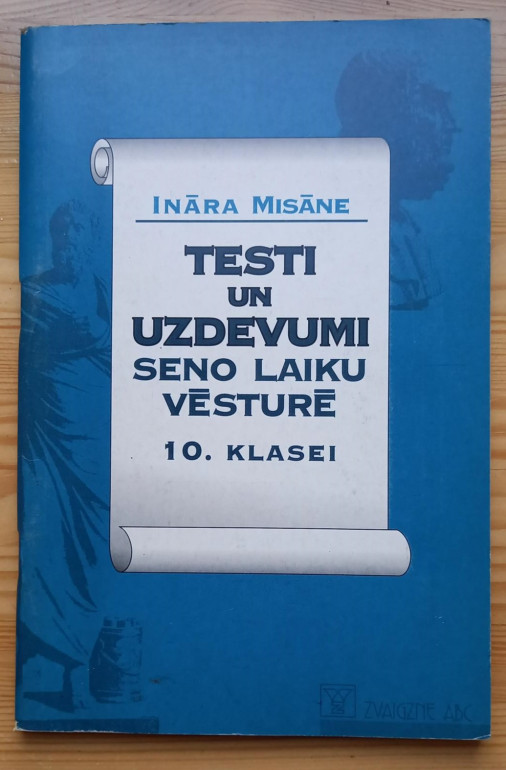 INĀRA MISĀNE
TESTI
UN
UZDEVUMI
SENO LAIKU
VĒSTURĒ
10. KLASEI
ZVAIGZNE ABC